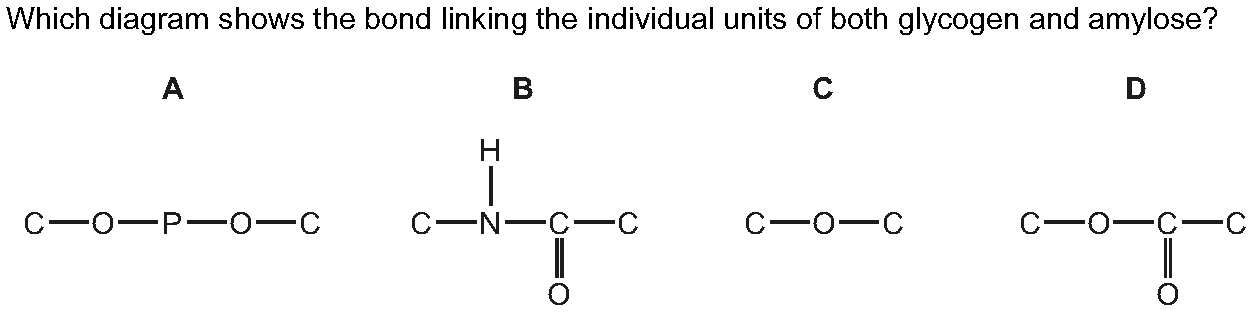 Which diagram shows the bond linking the individual units of both glycogen and amylose?
A B C D
H
C O P O C C N C C C O C C O C C
O O